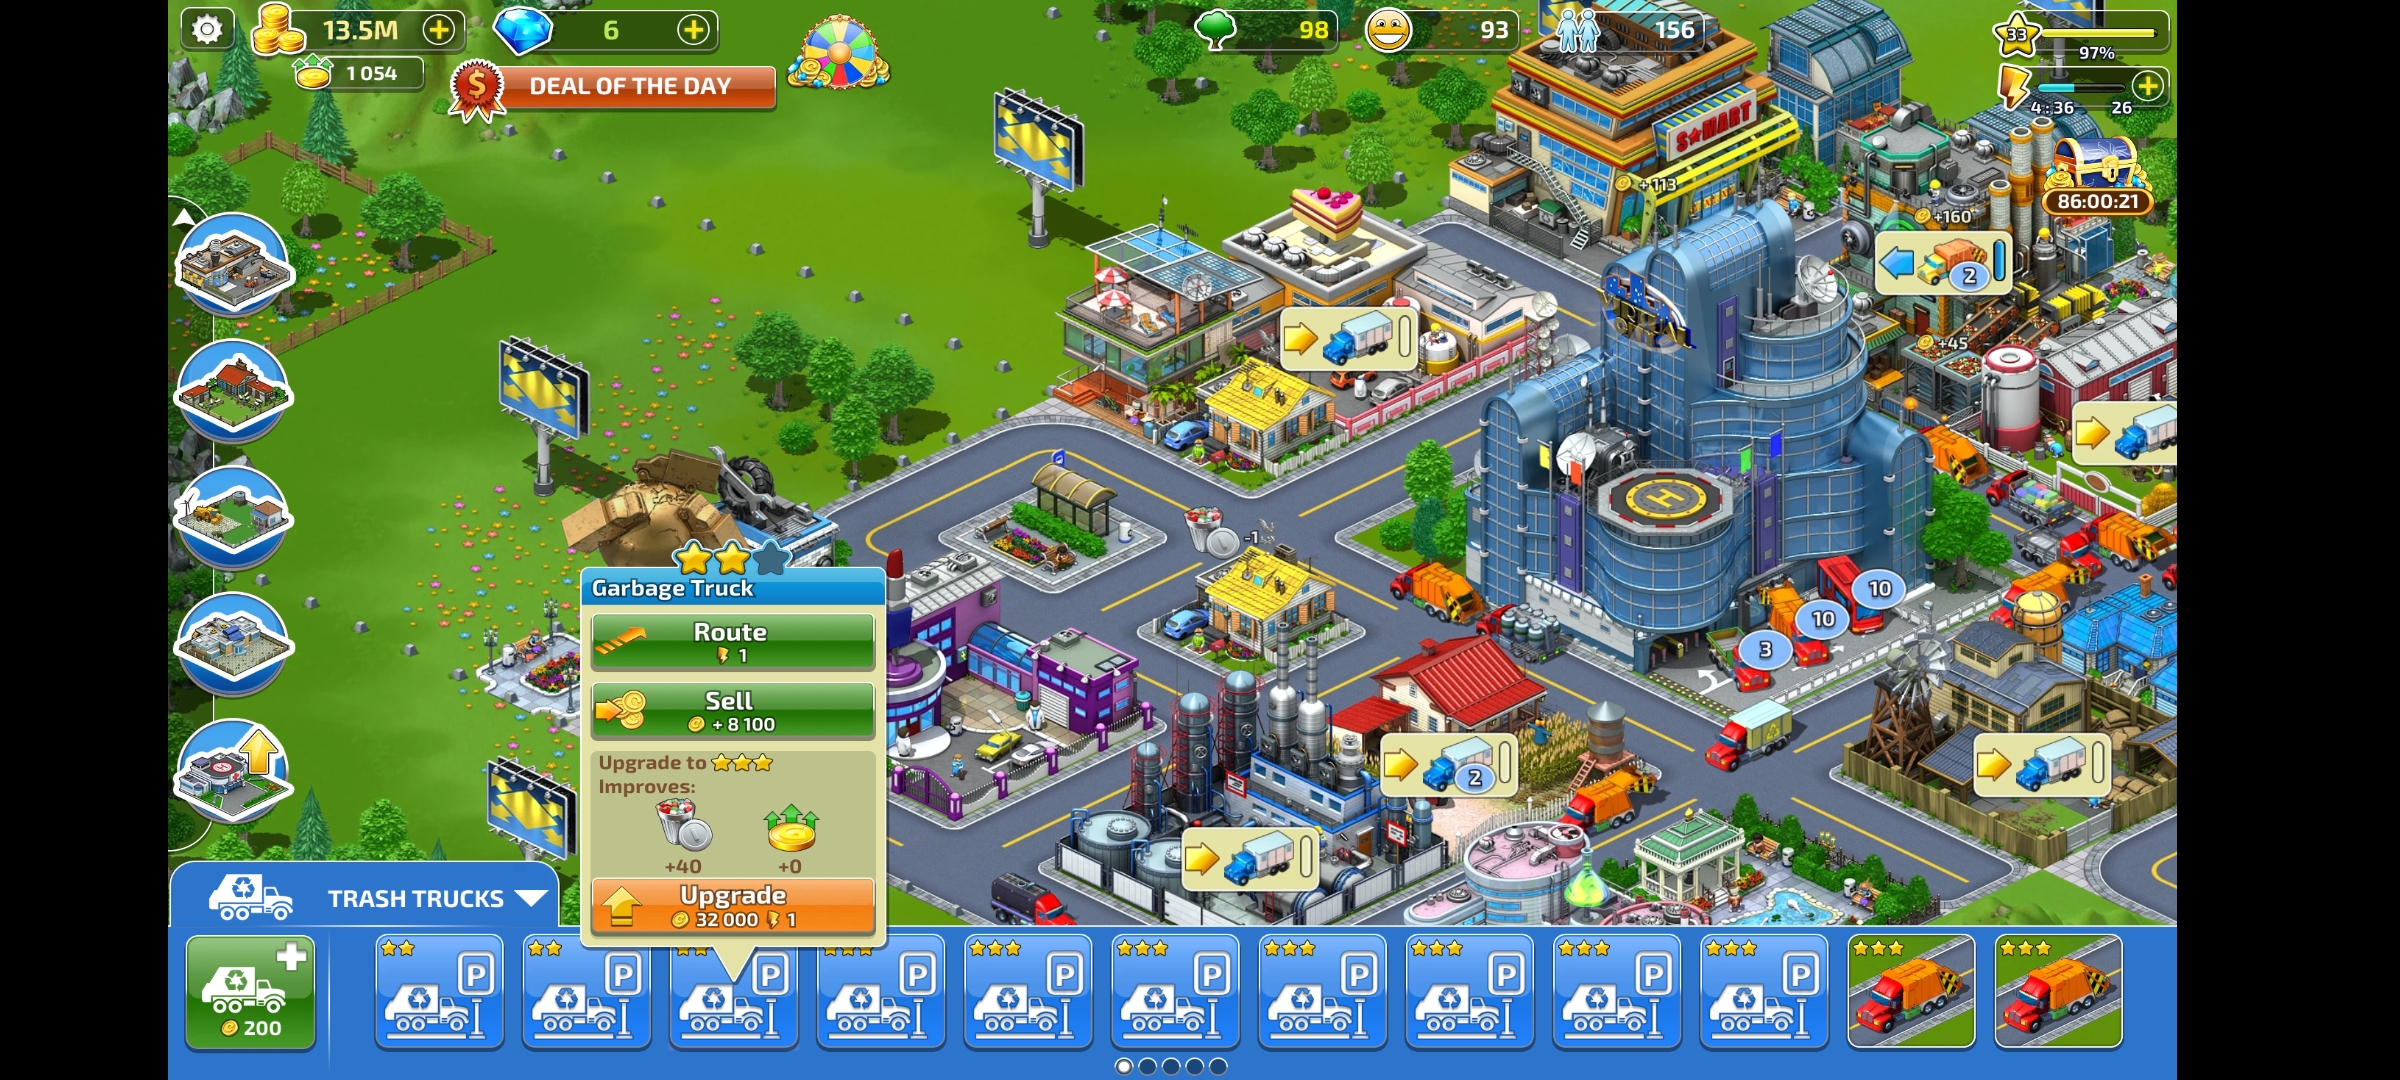 13.5M
6
98
93
156
33
97%
1 054
DEAL OF THE DAY
4:36
26
S★MART
+113
86:00:21
+160
2
+45
-1
10
10
3
Garbage Truck
Route
1
Sell
+ 8 100
Upgrade to
Improves:
+40
+0
Upgrade
32 000
1
2
TRASH TRUCKS
200
P
P
P
P
P
P
P
P
P
P
H